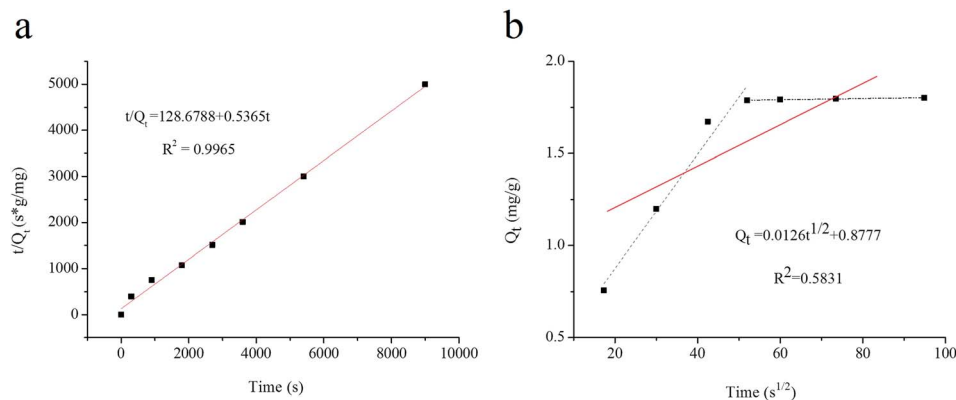 a
t/Qt (s*g/mg)
5000
4000
3000
2000
1000
0
t/Qt =128.6788+0.5365t
R² = 0.9965
0
2000
4000
6000
8000
10000
Time (s)
b
Qt (mg/g)
2.0
1.5
1.0
0.5
Qt =0.0126t1/2+0.8777
R2=0.5831
20
40
60
80
100
Time (s1/2)